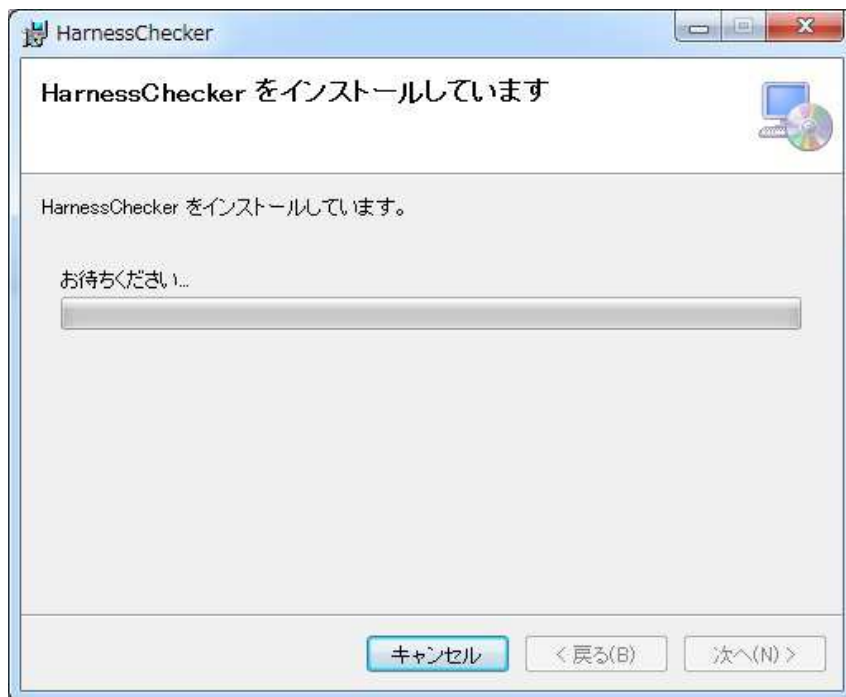 HarnessChecker
HarnessChecker をインストールしています
HarnessChecker をインストールしています。
お待ちください...
キャンセル
< 戻る(B)
次へ(N) >